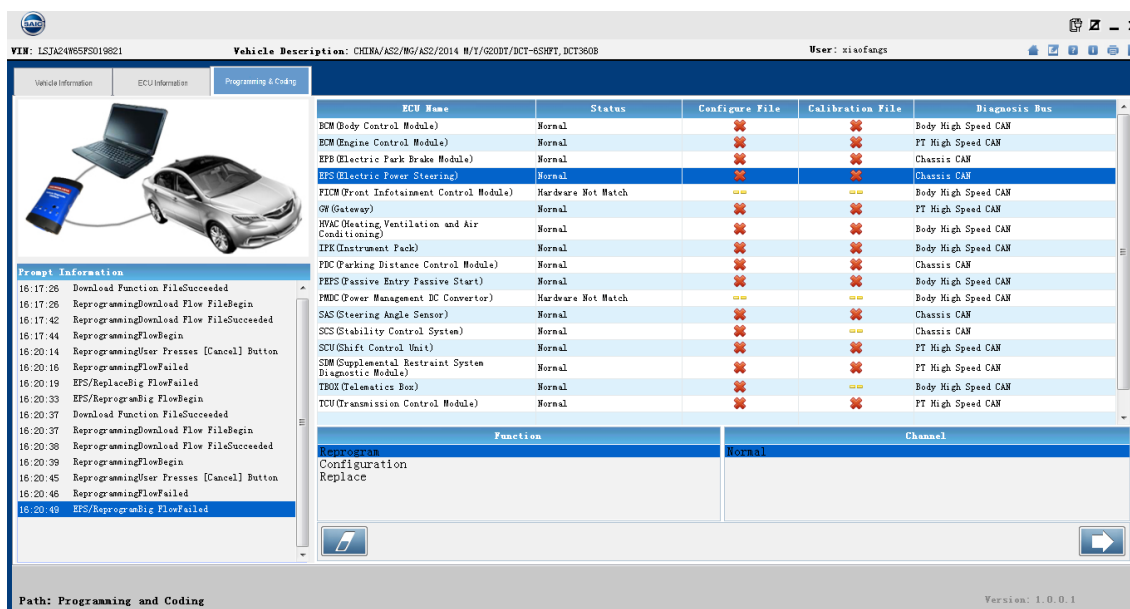 SAIC
VIN: LSJA24W65FS019821 Vehicle Description: CHINA/AS2/MG/AS2/2014 M/Y/G20DT/DCT-6SHFT,DCT360B User: xiaofangs
Vehicle Information ECU Information Programming & Coding
ECU Name Status Configure File Calibration File Diagnosis Bus
BCM(Body Control Module) Normal Body High Speed CAN
ECM(Engine Control Module) Normal PT High Speed CAN
EPB(Electric Park Brake Module) Normal Chassis CAN
EPS(Electric Power Steering) Normal Chassis CAN
FICM(Front Infotainment Control Module) Hardware Not Match Body High Speed CAN
GW(Gateway) Normal PT High Speed CAN
HVAC(Heating,Ventilation and Air
Conditioning) Normal Body High Speed CAN
IPK(Instrument Pack) Normal Body High Speed CAN
PDC(Parking Distance Control Module) Normal Chassis CAN
PEPS(Passive Entry Passive Start) Normal Body High Speed CAN
PMDC(Power Management DC Convertor) Hardware Not Match Body High Speed CAN
SAS(Steering Angle Sensor) Normal Chassis CAN
SCS(Stability Control System) Normal Chassis CAN
SCU(Shift Control Unit) Normal PT High Speed CAN
SDM(Supplemental Restraint System
Diagnostic Module) Normal PT High Speed CAN
TBOX(Telematics Box) Normal Body High Speed CAN
TCU(Transmission Control Module) Normal PT High Speed CAN
Prompt Information
16:17:26 Download Function FileSucceeded
16:17:26 ReprogrammingDownload Flow FileBegin
16:17:42 ReprogrammingDownload Flow FileSucceeded
16:17:44 ReprogrammingFlowBegin
16:20:14 ReprogrammingUser Presses [Cancel] Button
16:20:16 ReprogrammingFlowFailed
16:20:19 EPS/ReplaceBig FlowFailed
16:20:33 EPS/ReprogramBig FlowBegin
16:20:37 Download Function FileSucceeded
16:20:37 ReprogrammingDownload Flow FileBegin
16:20:38 ReprogrammingDownload Flow FileSucceeded
16:20:39 ReprogrammingFlowBegin
16:20:45 ReprogrammingUser Presses [Cancel] Button
16:20:46 ReprogrammingFlowFailed
16:20:49 EPS/ReprogramBig FlowFailed
Function Channel
Reprogram Normal
Configuration
Replace
Path: Programming and Coding Version: 1.0.0.1